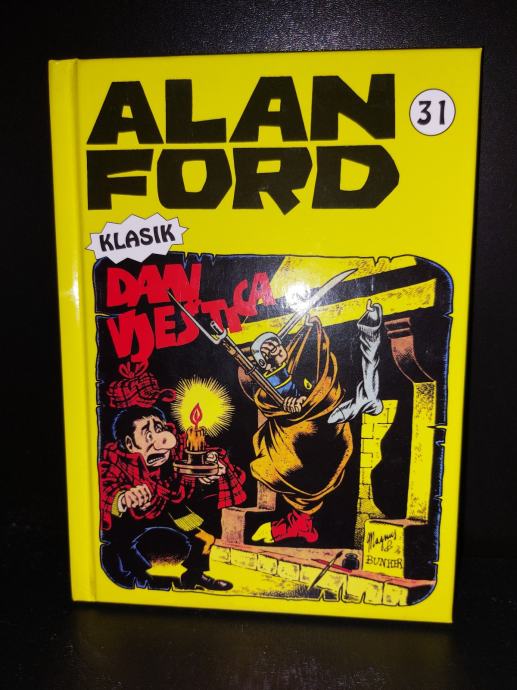 ALAN
FORD
31
KLASIK
DAN
VJEŠTICA
Magnus
&
BUNKER